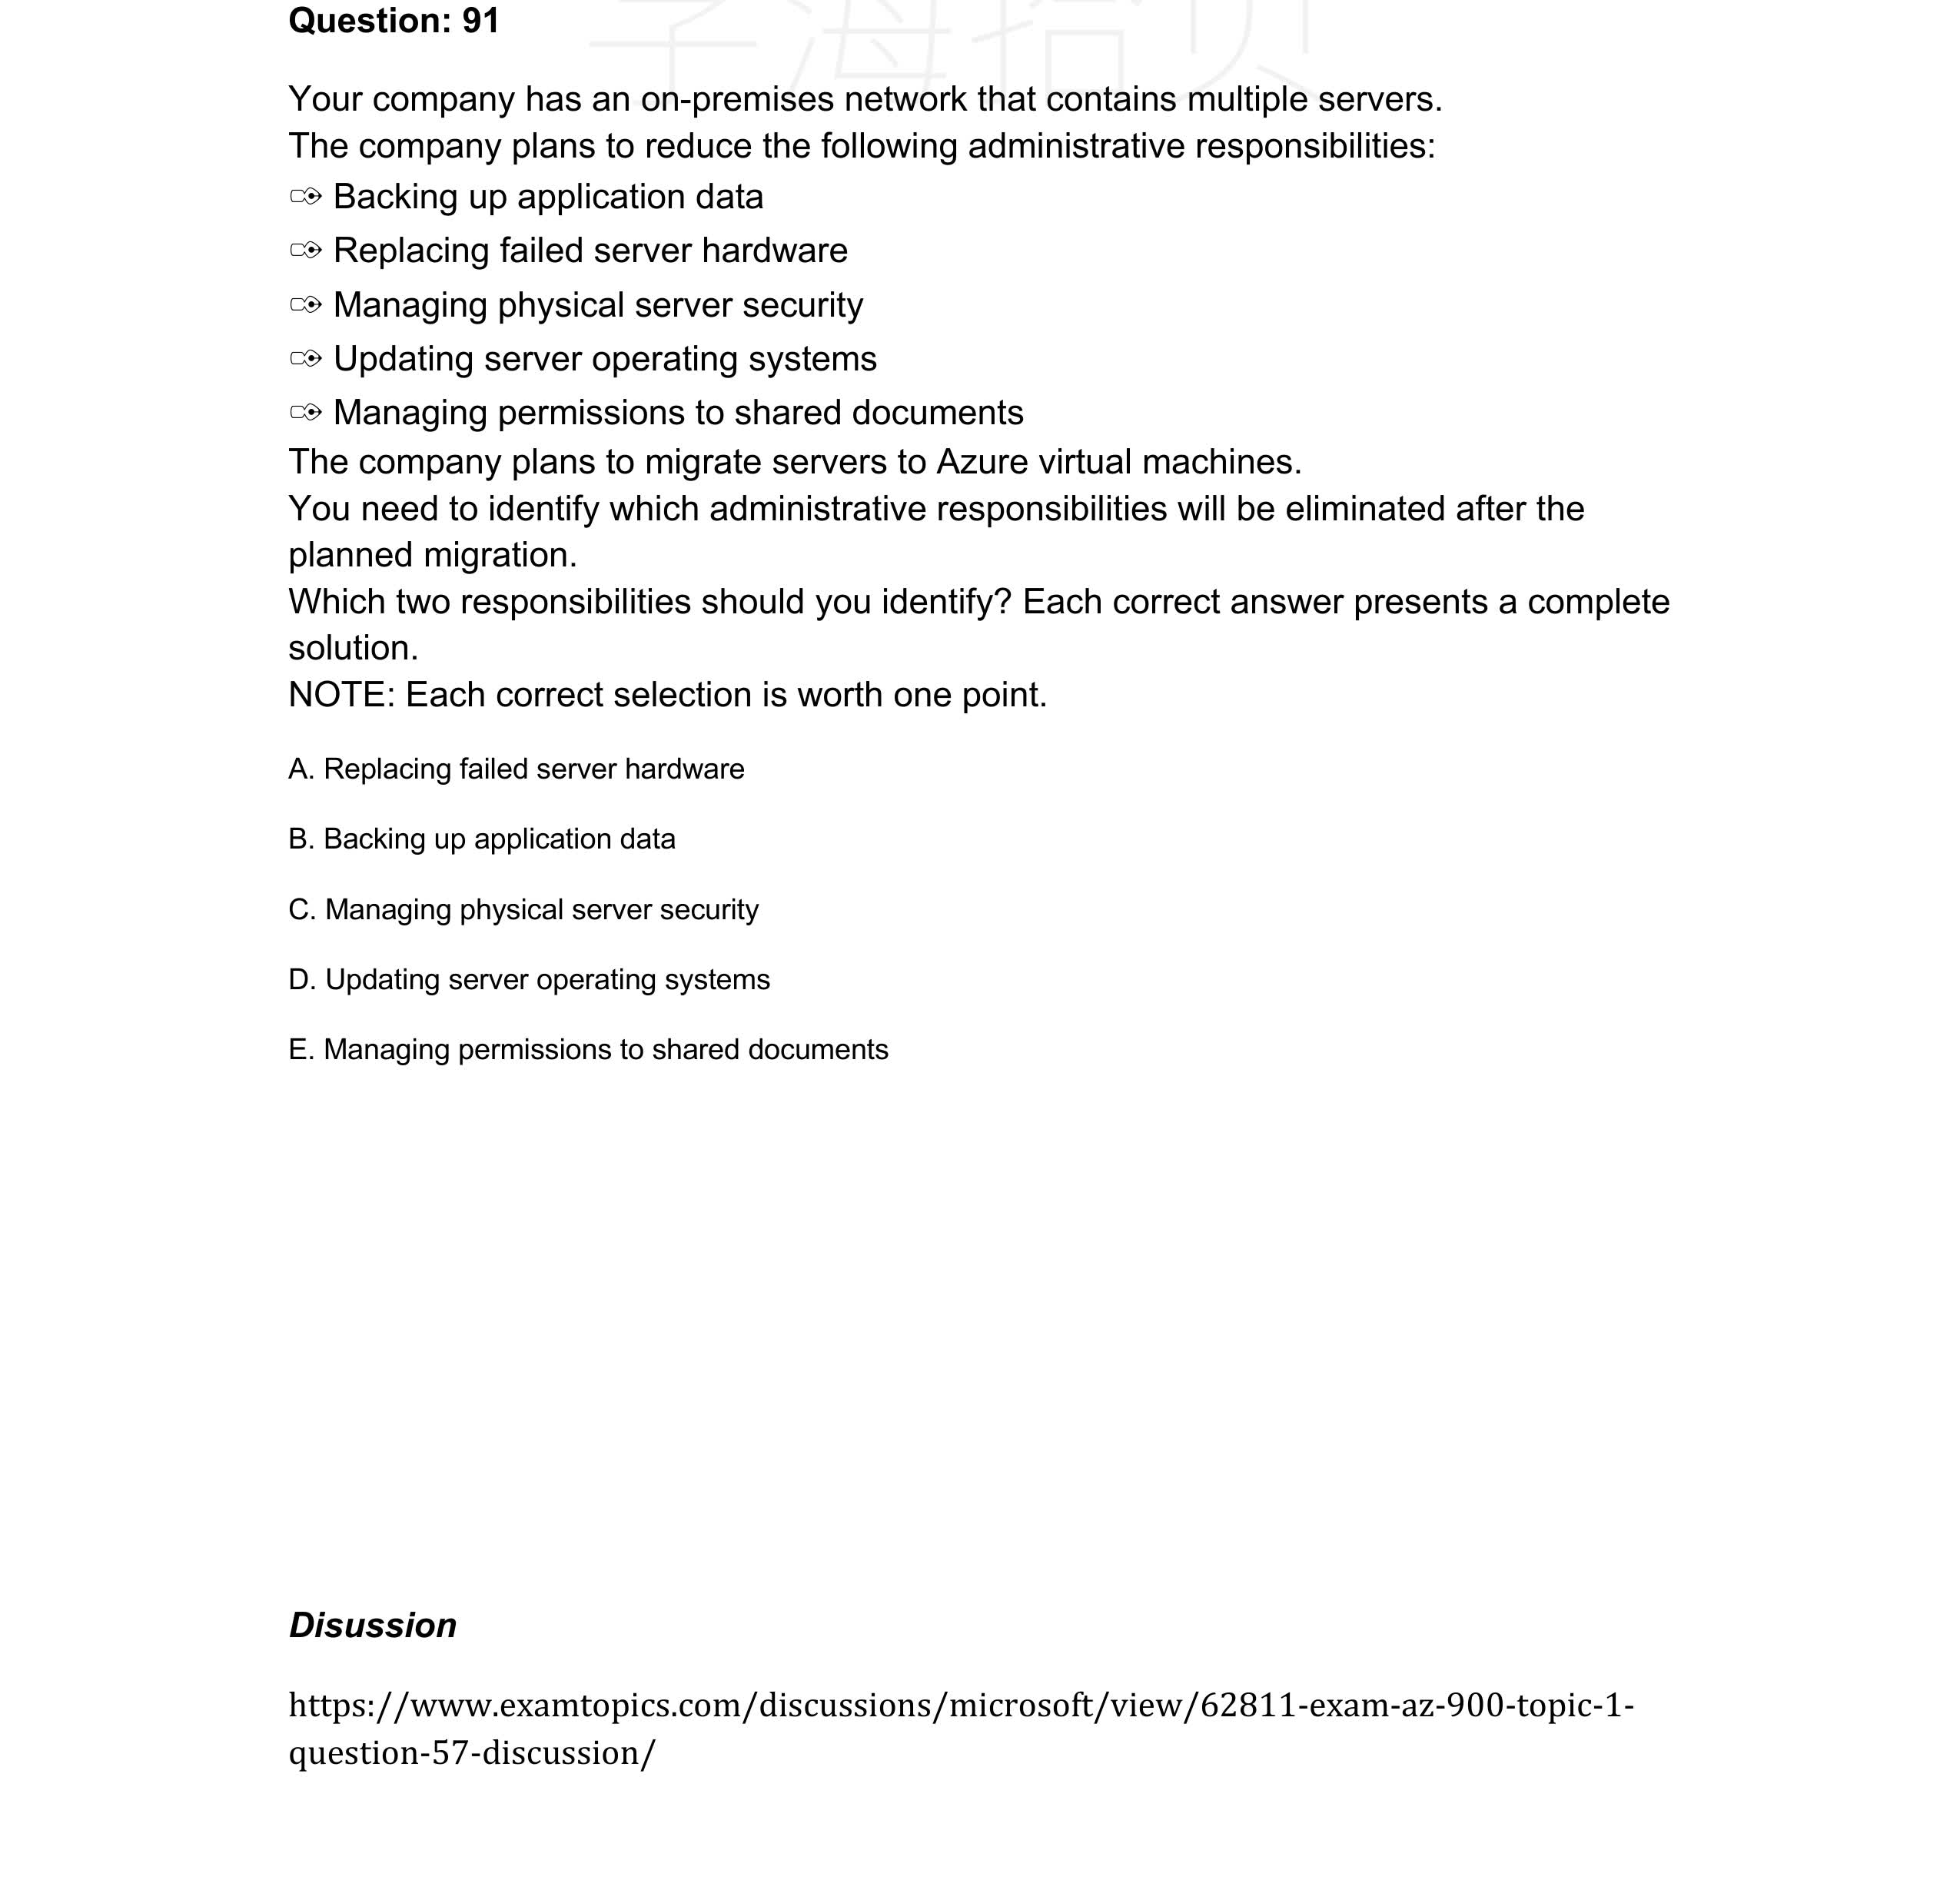 Question: 91
Your company has an on-premises network that contains multiple servers.
The company plans to reduce the following administrative responsibilities:
Backing up application data
Replacing failed server hardware
Managing physical server security
Updating server operating systems
Managing permissions to shared documents
The company plans to migrate servers to Azure virtual machines.
You need to identify which administrative responsibilities will be eliminated after the
planned migration.
Which two responsibilities should you identify? Each correct answer presents a complete
solution.
NOTE: Each correct selection is worth one point.
A. Replacing failed server hardware
B. Backing up application data
C. Managing physical server security
D. Updating server operating systems
E. Managing permissions to shared documents
Disussion
https://www.examtopics.com/discussions/microsoft/view/62811-exam-az-900-topic-1-
question-57-discussion/